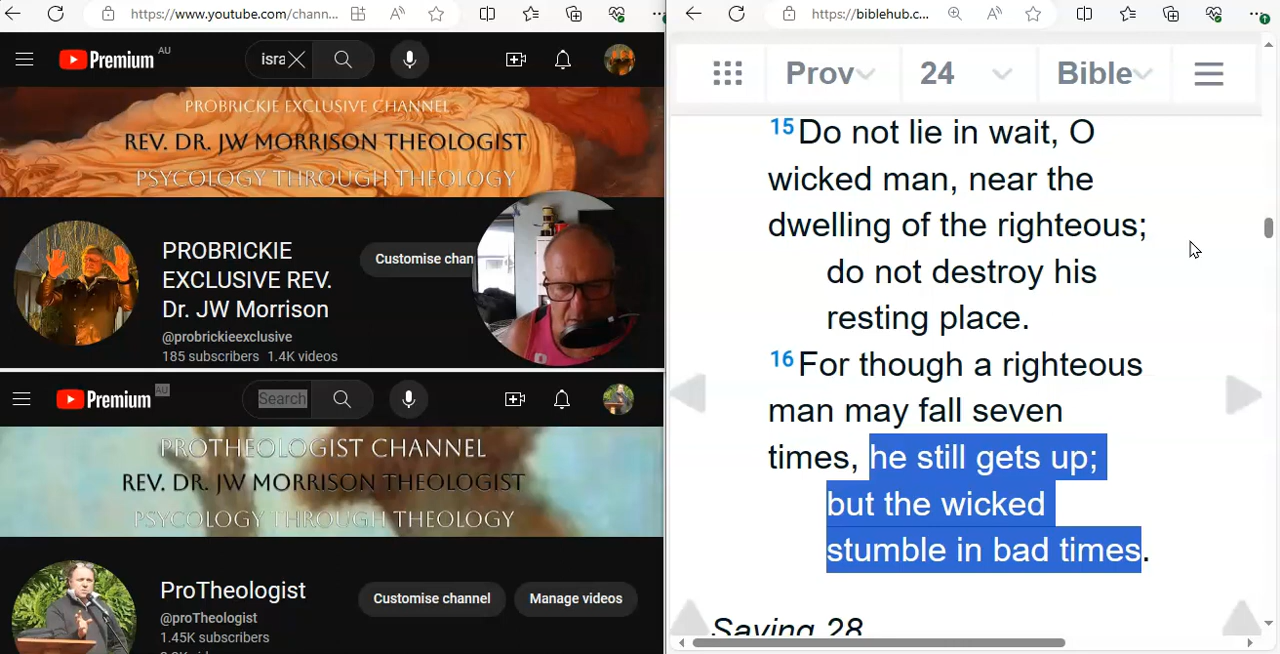 https://www.youtube.com/chann...
Premium AU
isra
PROBRICKIE EXCLUSIVE CHANNEL
REV. DR. JW MORRISON THEOLOGIST
PSYCOLOGY THROUGH THEOLOGY
PROBRICKIE
EXCLUSIVE REV.
Dr. JW Morrison
@probrickieexclusive
185 subscribers 1.4K videos
Customise chan
Premium AU
Search
PROTHEOLOGIST CHANNEL
REV. DR. JW MORRISON THEOLOGIST
PSYCOLOGY THROUGH THEOLOGY
ProTheologist
@proTheologist
1.45K subscribers
Customise channel
Manage videos
https://biblehub.c...
Prov 24 Bible
15 Do not lie in wait, O
wicked man, near the
dwelling of the righteous;
do not destroy his
resting place.
16 For though a righteous
man may fall seven
times, he still gets up;
but the wicked
stumble in bad times.
Saying 28